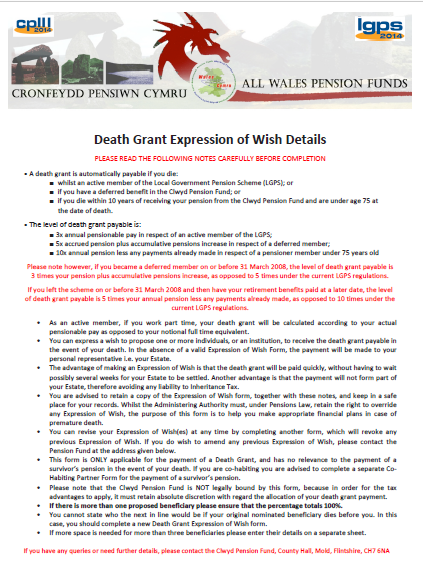 cplll
2014
lgps
2014
Wales
Cymru
CRONFEYDD PENSIWN CYMRU
ALL WALES PENSION FUNDS
Death Grant Expression of Wish Details
PLEASE READ THE FOLLOWING NOTES CAREFULLY BEFORE COMPLETION
• A death grant is automatically payable if you die:
■ whilst an active member of the Local Government Pension Scheme (LGPS); or
■ if you have a deferred benefit in the Clwyd Pension Fund; or
■ if you die within 10 years of receiving your pension from the Clwyd Pension Fund and are under age 75 at
the date of death.
• The level of death grant payable is:
■ 3x annual pensionable pay in respect of an active member of the LGPS;
■ 5x accrued pension plus accumulative pensions increase in respect of a deferred member;
■ 10x annual pension less any payments already made in respect of a pensioner member under 75 years old
Please note however, if you became a deferred member on or before 31 March 2008, the level of death grant payable is
3 times your pension plus accumulative pensions increase, as opposed to 5 times under the current LGPS regulations.
If you left the scheme on or before 31 March 2008 and then have your retirement benefits paid at a later date, the level
of death grant payable is 5 times your annual pension less any payments already made, as opposed to 10 times under the
current LGPS regulations.
• As an active member, if you work part time, your death grant will be calculated according to your actual
pensionable pay as opposed to your notional full time equivalent.
• You can express a wish to propose one or more individuals, or an institution, to receive the death grant payable in
the event of your death. In the absence of a valid Expression of Wish Form, the payment will be made to your
personal representative i.e. your Estate.
• The advantage of making an Expression of Wish is that the death grant will be paid quickly, without having to wait
possibly several weeks for your Estate to be settled. Another advantage is that the payment will not form part of
your Estate, therefore avoiding any liability to Inheritance Tax.
• You are advised to retain a copy of the Expression of Wish form, together with these notes, and keep in a safe
place for your records. Whilst the Administering Authority must, under Pensions Law, retain the right to override
any Expression of Wish, the purpose of this form is to help you make appropriate financial plans in case of
premature death.
• You can revise your Expression of Wish(es) at any time by completing another form, which will revoke any
previous Expression of Wish. If you do wish to amend any previous Expression of Wish, please contact the
Pension Fund at the address given below.
• This form is ONLY applicable for the payment of a Death Grant, and has no relevance to the payment of a
survivor's pension in the event of your death. If you are co-habiting you are advised to complete a separate Co-
Habiting Partner Form for the payment of a survivor's pension.
• Please note that the Clwyd Pension Fund is NOT legally bound by this form, because in order for the tax
advantages to apply, it must retain absolute discretion with regard the allocation of your death grant payment.
• If there is more than one proposed beneficiary please ensure that the percentage totals 100%.
• You cannot state who the next in line would be if your original nominated beneficiary dies before you. In this
case, you should complete a new Death Grant Expression of Wish form.
• If more space is needed for more than three beneficiaries please enter their details on a separate sheet.
If you have any queries or need further details, please contact the Clwyd Pension Fund, County Hall, Mold, Flintshire, CH7 6NA